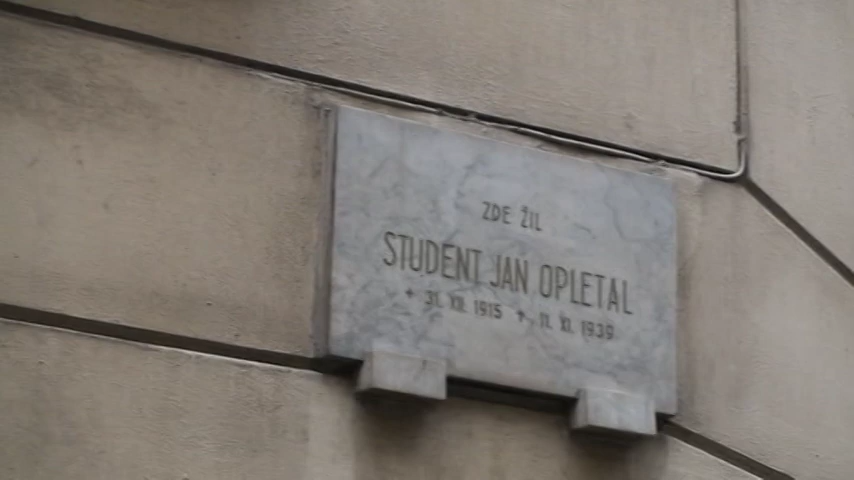 ZDE ŽIL
STUDENT JAN OPLETAL
* 31. XII. 1915 + 11. XI. 1939